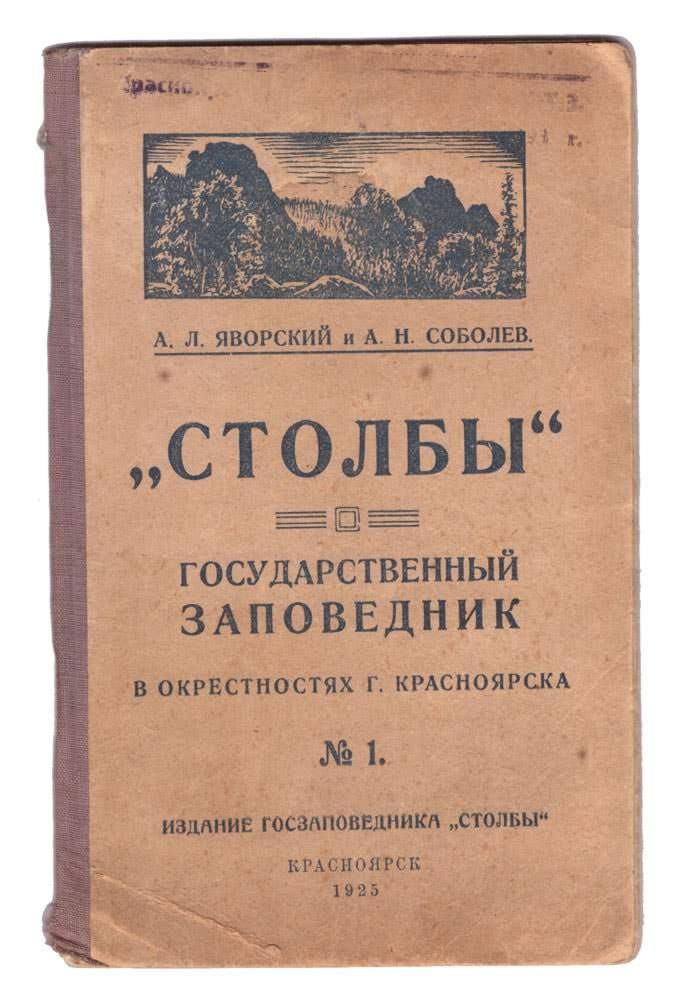 А. Л. ЯВОРСКИЙ и А. Н. СОБОЛЕВ.
„СТОЛБЫ“
ГОСУДАРСТВЕННЫЙ
ЗАПОВЕДНИК
В ОКРЕСТНОСТЯХ Г. КРАСНОЯРСКА
№ 1.
ИЗДАНИЕ ГОСЗАПОВЕДНИКА „СТОЛБЫ“
КРАСНОЯРСК
1925